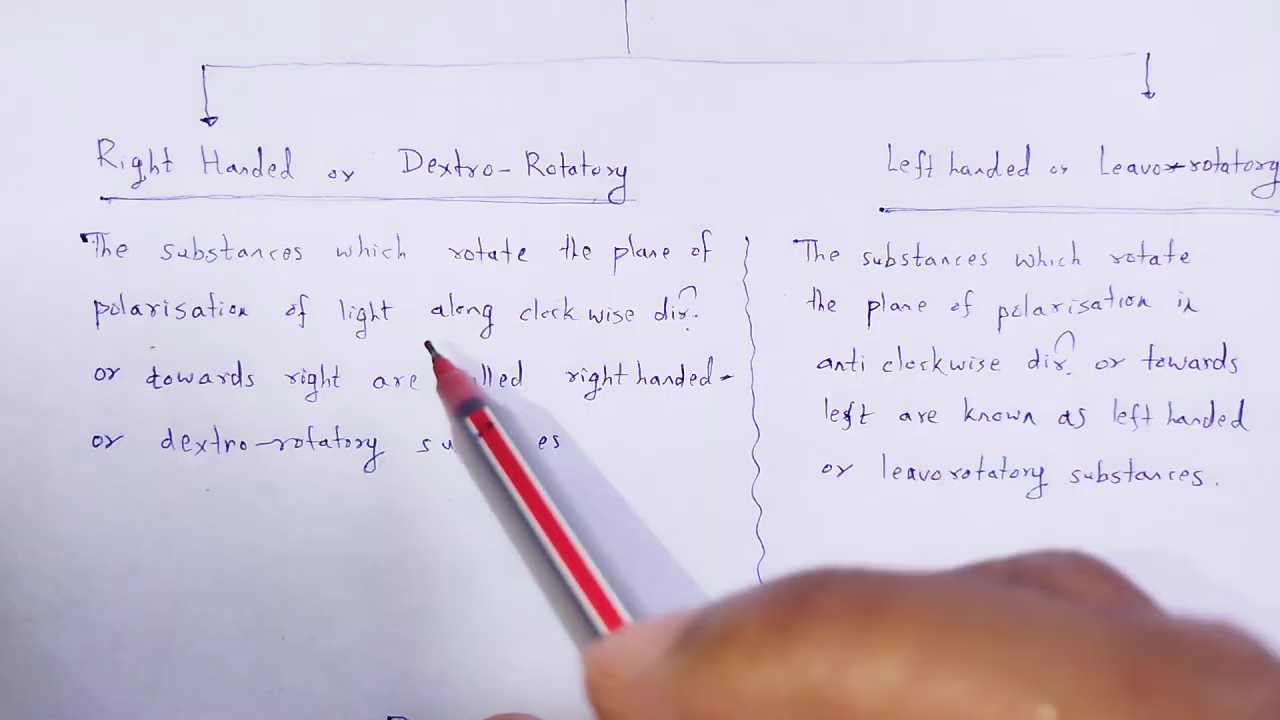 Right Handed or Dextro-Rotatory
The substances which rotate the plane of
polarisation of light along clockwise dir.
or towards right are right handed-
or dextro-rotatory
Left handed or Leavo-rotatory
The substances which rotate
the plane of polarisation in
anti clockwise dir. or towards
left are known as left handed
or leavorotatory substances.